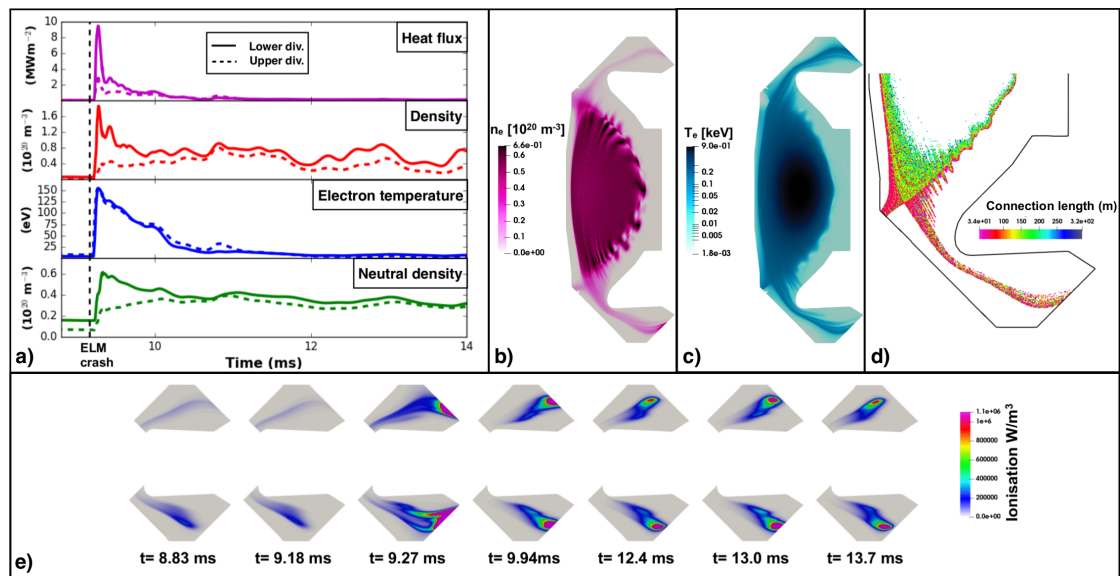 (MWm⁻²)
10
8
6
4
2
Heat flux
Lower div.
Upper div.
(10²⁰ m⁻³)
1.6
1.2
0.8
0.4
Density
(eV)
150
125
100
75
50
25
Electron temperature
(10²⁰ m⁻³)
0.6
0.4
0.2
0.0
Neutral density
ELM
crash
10
12
14
Time (ms)
a)
n_e [10²⁰ m⁻³]
6.6e-01
0.6
0.5
0.4
0.3
0.2
0.1
0.0e+00
b)
T_e [keV]
9.0e-01
0.2
0.1
0.05
0.02
0.01
0.005
1.8e-03
c)
Connection length (m)
3.4e+01
100
150
200
250
3.2e+02
d)
t= 8.83 ms
t= 9.18 ms
t= 9.27 ms
t= 9.94ms
t= 12.4 ms
t= 13.0 ms
t= 13.7 ms
1.1e+06
1e+6
800000
600000
400000
200000
0.0e+00
Ionisation W/m³
e)